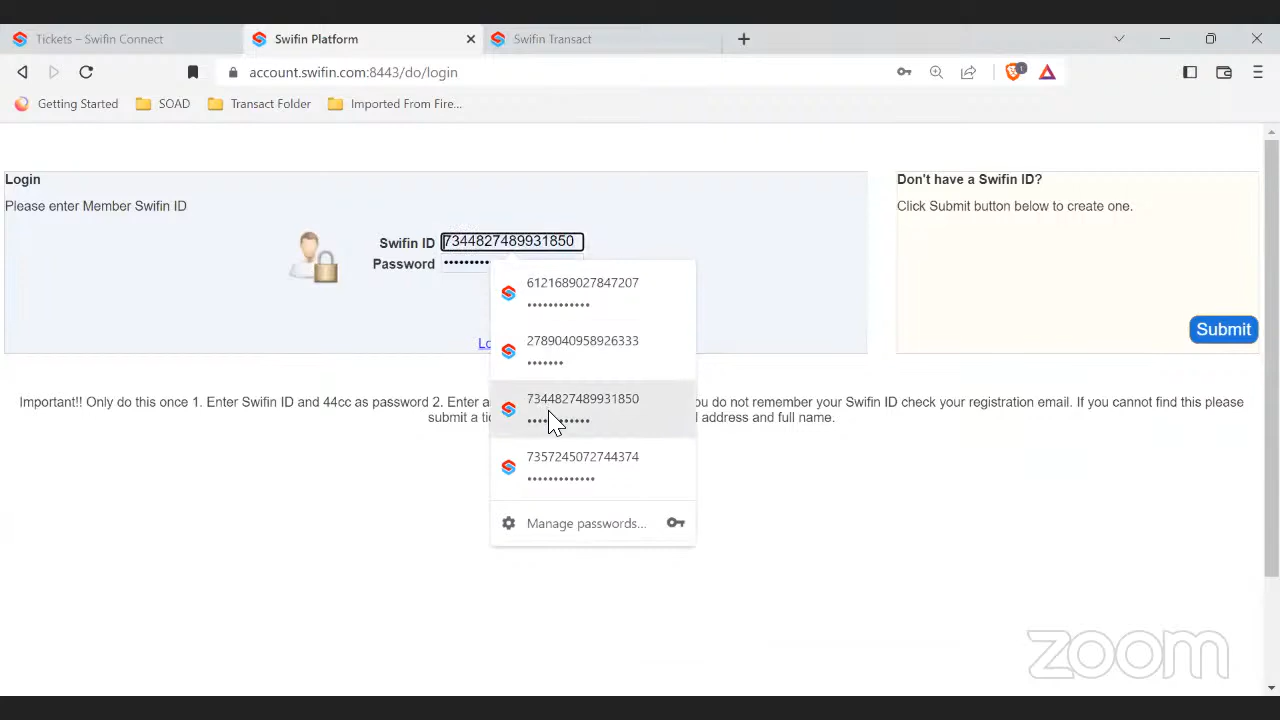 Tickets – Swifin Connect
Swifin Platform
Swifin Transact
account.swifin.com:8443/do/login
1
Getting Started
SOAD
Transact Folder
Imported From Fire...
Login
Please enter Member Swifin ID
Swifin ID 7344827489931850
Password ••••••••••
Don't have a Swifin ID?
Click Submit button below to create one.
Submit
Lo
6121689027847207
••••••••••••
2789040958926333
•••••••
7344827489931850
••••••••••••
7357245072744374
•••••••••••••
Manage passwords...
Important!! Only do this once 1. Enter Swifin ID and 44cc as password 2. Enter a ou do not remember your Swifin ID check your registration email. If you cannot find this please
submit a ti l address and full name.
zoom